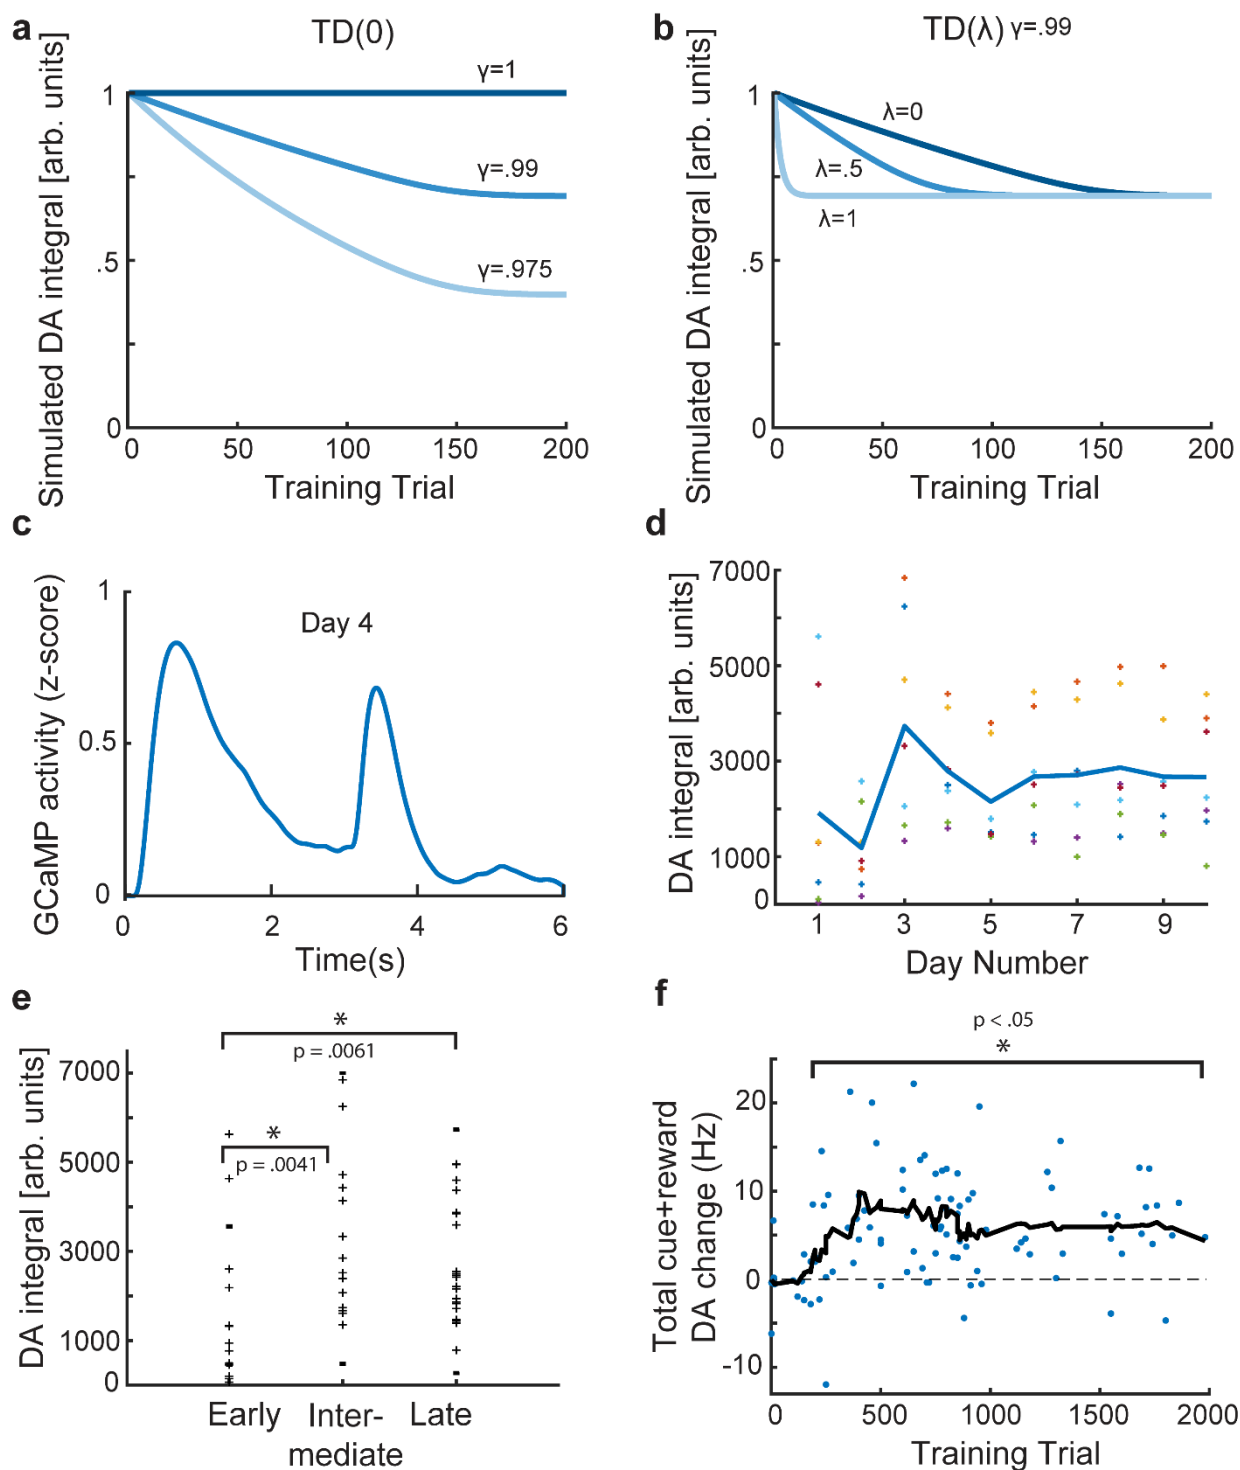 a
TD(0)
Simulated DA integral [arb. units]
1
.5
0
γ=1
γ=.99
γ=.975
0 50 100 150 200
Training Trial
b
TD(λ) γ=.99
Simulated DA integral [arb. units]
1
.5
0
λ=0
λ=.5
λ=1
0 50 100 150 200
Training Trial
c
GCaMP activity (z-score)
1
0.5
0
Day 4
0 2 4 6
Time(s)
d
DA integral [arb. units]
7000
5000
3000
1000
0
1 3 5 7 9
Day Number
e
DA integral [arb. units]
7000
5000
3000
1000
0
*
p = .0061
*
p = .0041
Early Inter- Late
mediate
f
p < .05
*
Total cue+reward
DA change (Hz)
20
10
0
-10
0 500 1000 1500 2000
Training Trial